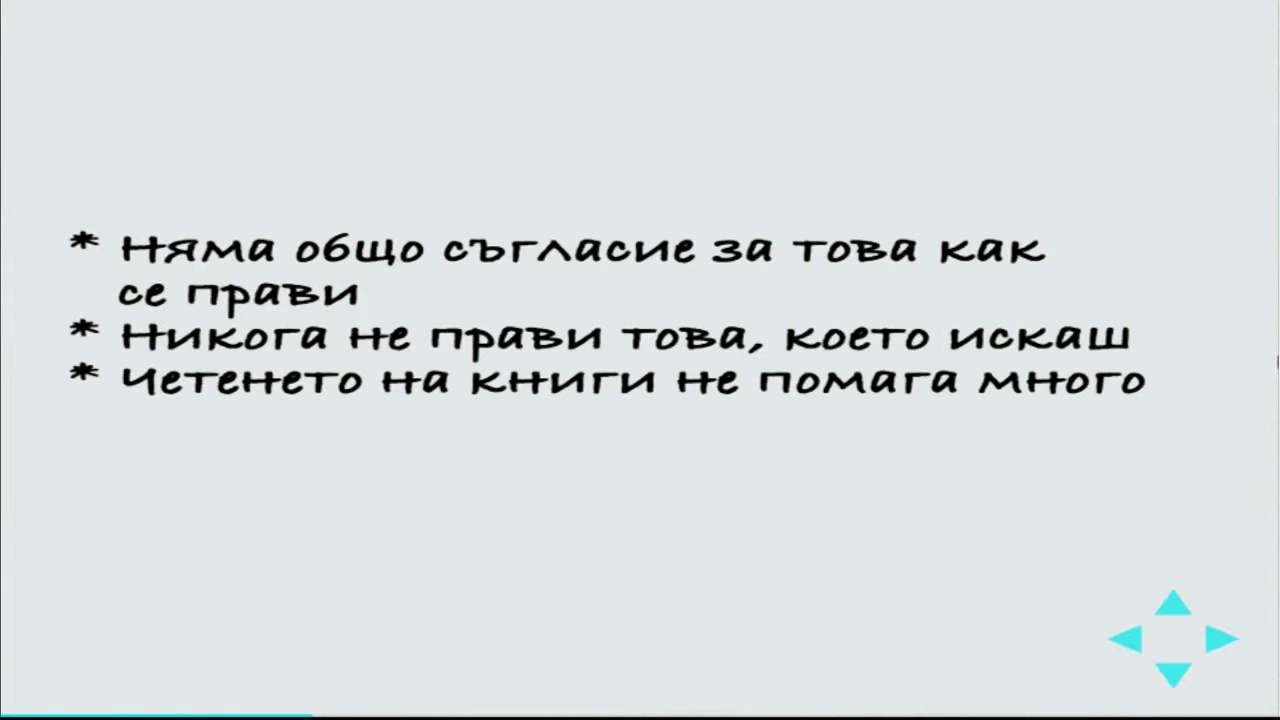 * Няма общо съгласие за това как
се прави
* Никога не прави това, което искаш
* Четенето на книги не помага много